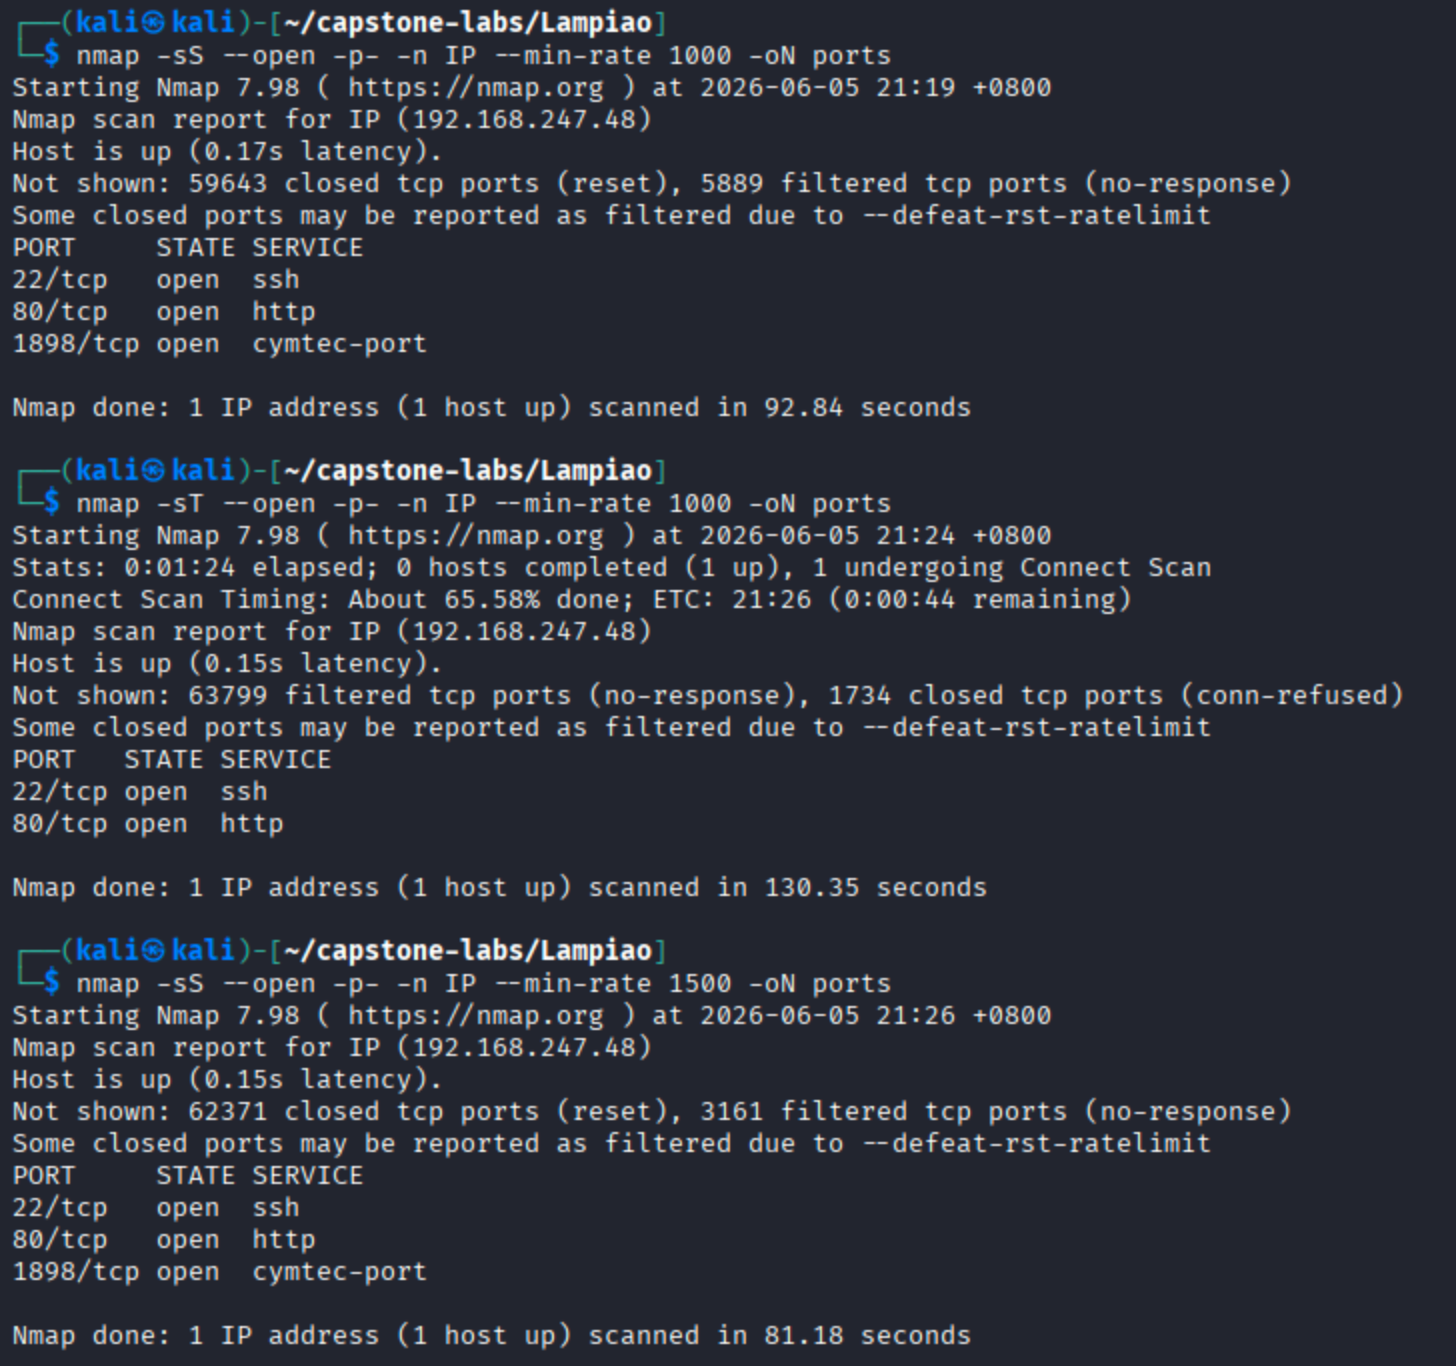 ┌──(kali㉿kali)-[~/capstone-labs/Lampiao]
└─$ nmap -sS --open -p- -n IP --min-rate 1000 -oN ports
Starting Nmap 7.98 ( https://nmap.org ) at 2026-06-05 21:19 +0800
Nmap scan report for IP (192.168.247.48)
Host is up (0.17s latency).
Not shown: 59643 closed tcp ports (reset), 5889 filtered tcp ports (no-response)
Some closed ports may be reported as filtered due to --defeat-rst-ratelimit
PORT     STATE SERVICE
22/tcp   open  ssh
80/tcp   open  http
1898/tcp open  cymtec-port

Nmap done: 1 IP address (1 host up) scanned in 92.84 seconds

┌──(kali㉿kali)-[~/capstone-labs/Lampiao]
└─$ nmap -sT --open -p- -n IP --min-rate 1000 -oN ports
Starting Nmap 7.98 ( https://nmap.org ) at 2026-06-05 21:24 +0800
Stats: 0:01:24 elapsed; 0 hosts completed (1 up), 1 undergoing Connect Scan
Connect Scan Timing: About 65.58% done; ETC: 21:26 (0:00:44 remaining)
Nmap scan report for IP (192.168.247.48)
Host is up (0.15s latency).
Not shown: 63799 filtered tcp ports (no-response), 1734 closed tcp ports (conn-refused)
Some closed ports may be reported as filtered due to --defeat-rst-ratelimit
PORT   STATE SERVICE
22/tcp open  ssh
80/tcp open  http

Nmap done: 1 IP address (1 host up) scanned in 130.35 seconds

┌──(kali㉿kali)-[~/capstone-labs/Lampiao]
└─$ nmap -sS --open -p- -n IP --min-rate 1500 -oN ports
Starting Nmap 7.98 ( https://nmap.org ) at 2026-06-05 21:26 +0800
Nmap scan report for IP (192.168.247.48)
Host is up (0.15s latency).
Not shown: 62371 closed tcp ports (reset), 3161 filtered tcp ports (no-response)
Some closed ports may be reported as filtered due to --defeat-rst-ratelimit
PORT     STATE SERVICE
22/tcp   open  ssh
80/tcp   open  http
1898/tcp open  cymtec-port

Nmap done: 1 IP address (1 host up) scanned in 81.18 seconds